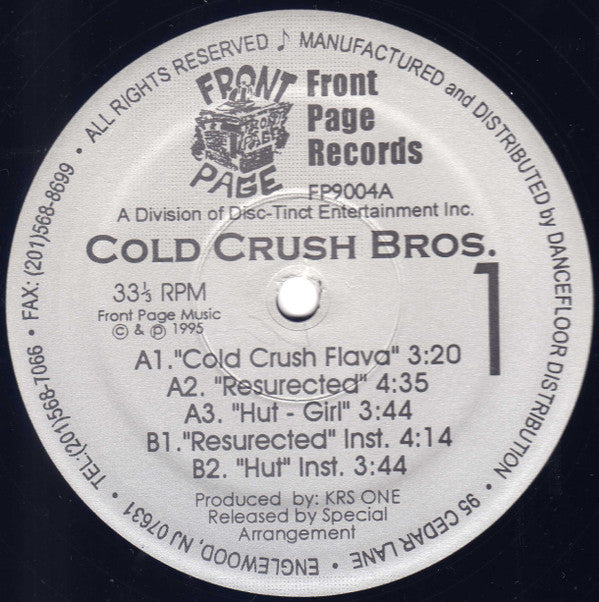 ALL RIGHTS RESERVED ♪ MANUFACTURED and DISTRIBUTED by DANCEFLOOR DISTRIBUTION • 95 CEDAR LANE • ENGLEWOOD, NJ 07631 • TEL:(201)568-7066 • FAX: (201)568-8699 •
FRONT
PAGE
Front
Page
Records
FP9004A
A Division of Disc-Tinct Entertainment Inc.
COLD CRUSH BROS.
33⅓ RPM
1
Front Page Music
© & ℗ 1995
A1."Cold Crush Flava" 3:20
A2. "Resurected" 4:35
A3. "Hut - Girl" 3:44
B1."Resurected" Inst. 4:14
B2. "Hut" Inst. 3:44
Produced by: KRS ONE
Released by Special
Arrangement